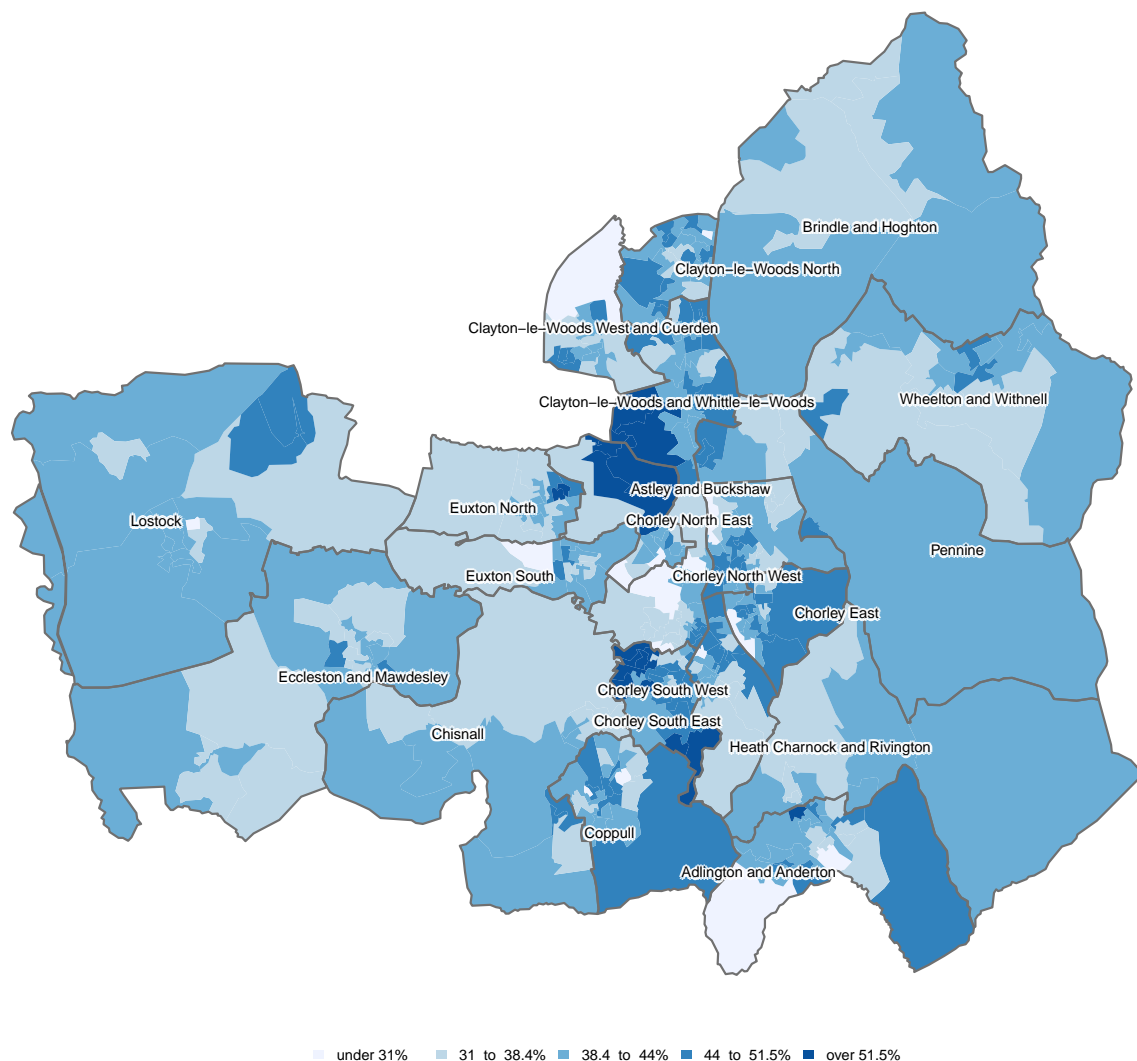 Brindle and Hoghton
Clayton−le−Woods North
Clayton−le−Woods West and Cuerden
Wheelton and Withnell
Clayton−le−Woods and Whittle−le−Woods
Astley and Buckshaw
Euxton North
Lostock
Chorley North East
Pennine
Euxton South
Chorley North West
Chorley East
Eccleston and Mawdesley
Chorley South West
Chorley South East
Chisnall
Heath Charnock and Rivington
Coppull
Adlington and Anderton
under 31% 31 to 38.4% 38.4 to 44% 44 to 51.5% over 51.5%